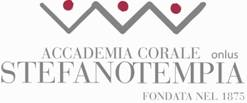 ACCADEMIA CORALE onlus
STEFANOTEMPIA
FONDATA NEL 1875